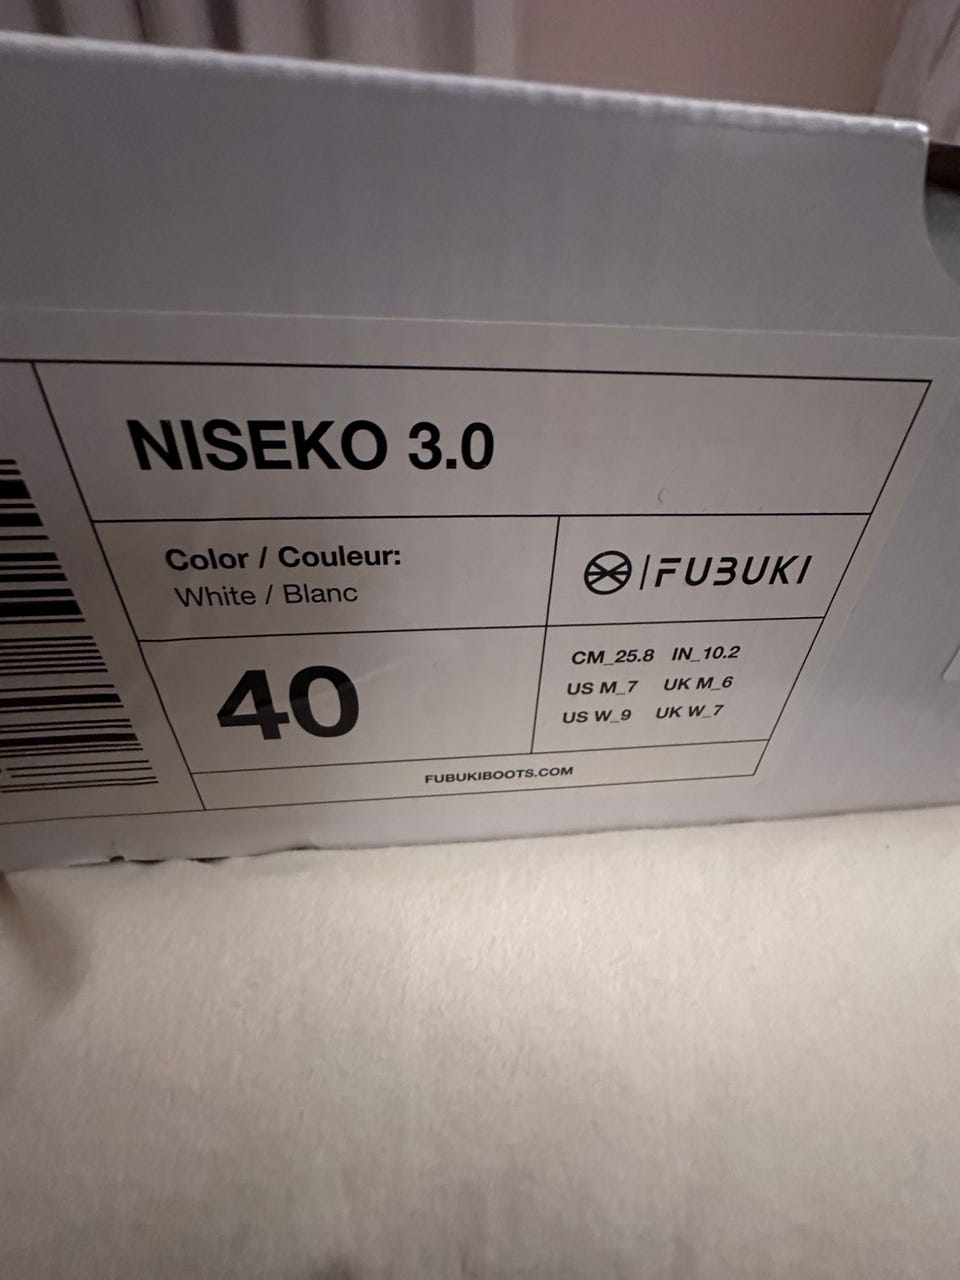 NISEKO 3.0
Color / Couleur:
White / Blanc
FUBUKI
40
CM_25.8 IN_10.2
US M_7 UK M_6
US W_9 UK W_7
FUBUKIBOOTS.COM